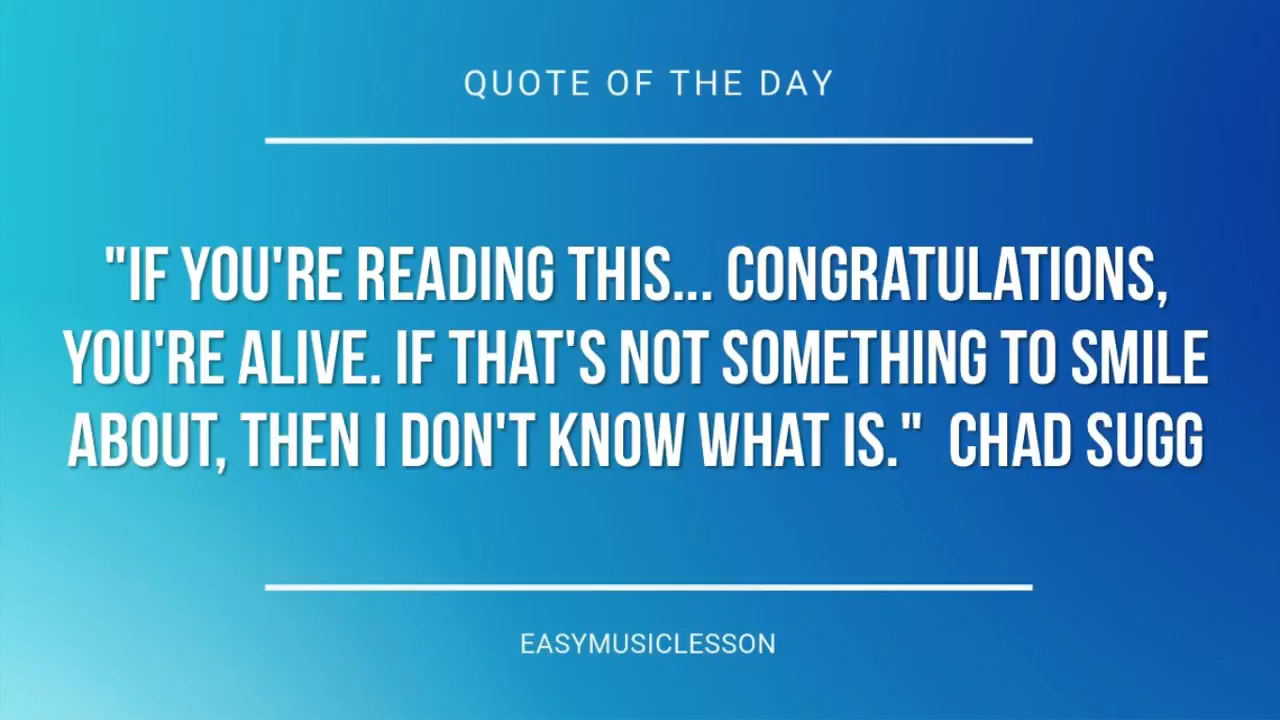 QUOTE OF THE DAY
"IF YOU'RE READING THIS... CONGRATULATIONS,
YOU'RE ALIVE. IF THAT'S NOT SOMETHING TO SMILE
ABOUT, THEN I DON'T KNOW WHAT IS."  CHAD SUGG
EASYMUSICLESSON